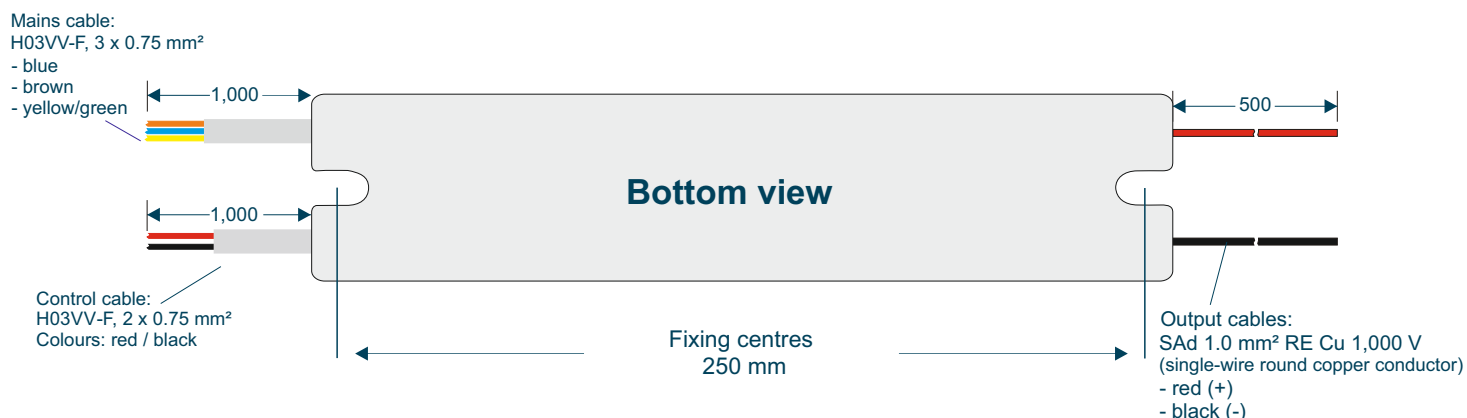 Mains cable:
H03VV-F, 3 x 0.75 mm²
- blue
- brown
- yellow/green
1,000
500
Bottom view
1,000
Control cable:
H03VV-F, 2 x 0.75 mm²
Colours: red / black
Fixing centres
250 mm
Output cables:
SAd 1.0 mm² RE Cu 1,000 V
(single-wire round copper conductor)
- red (+)
- black (-)